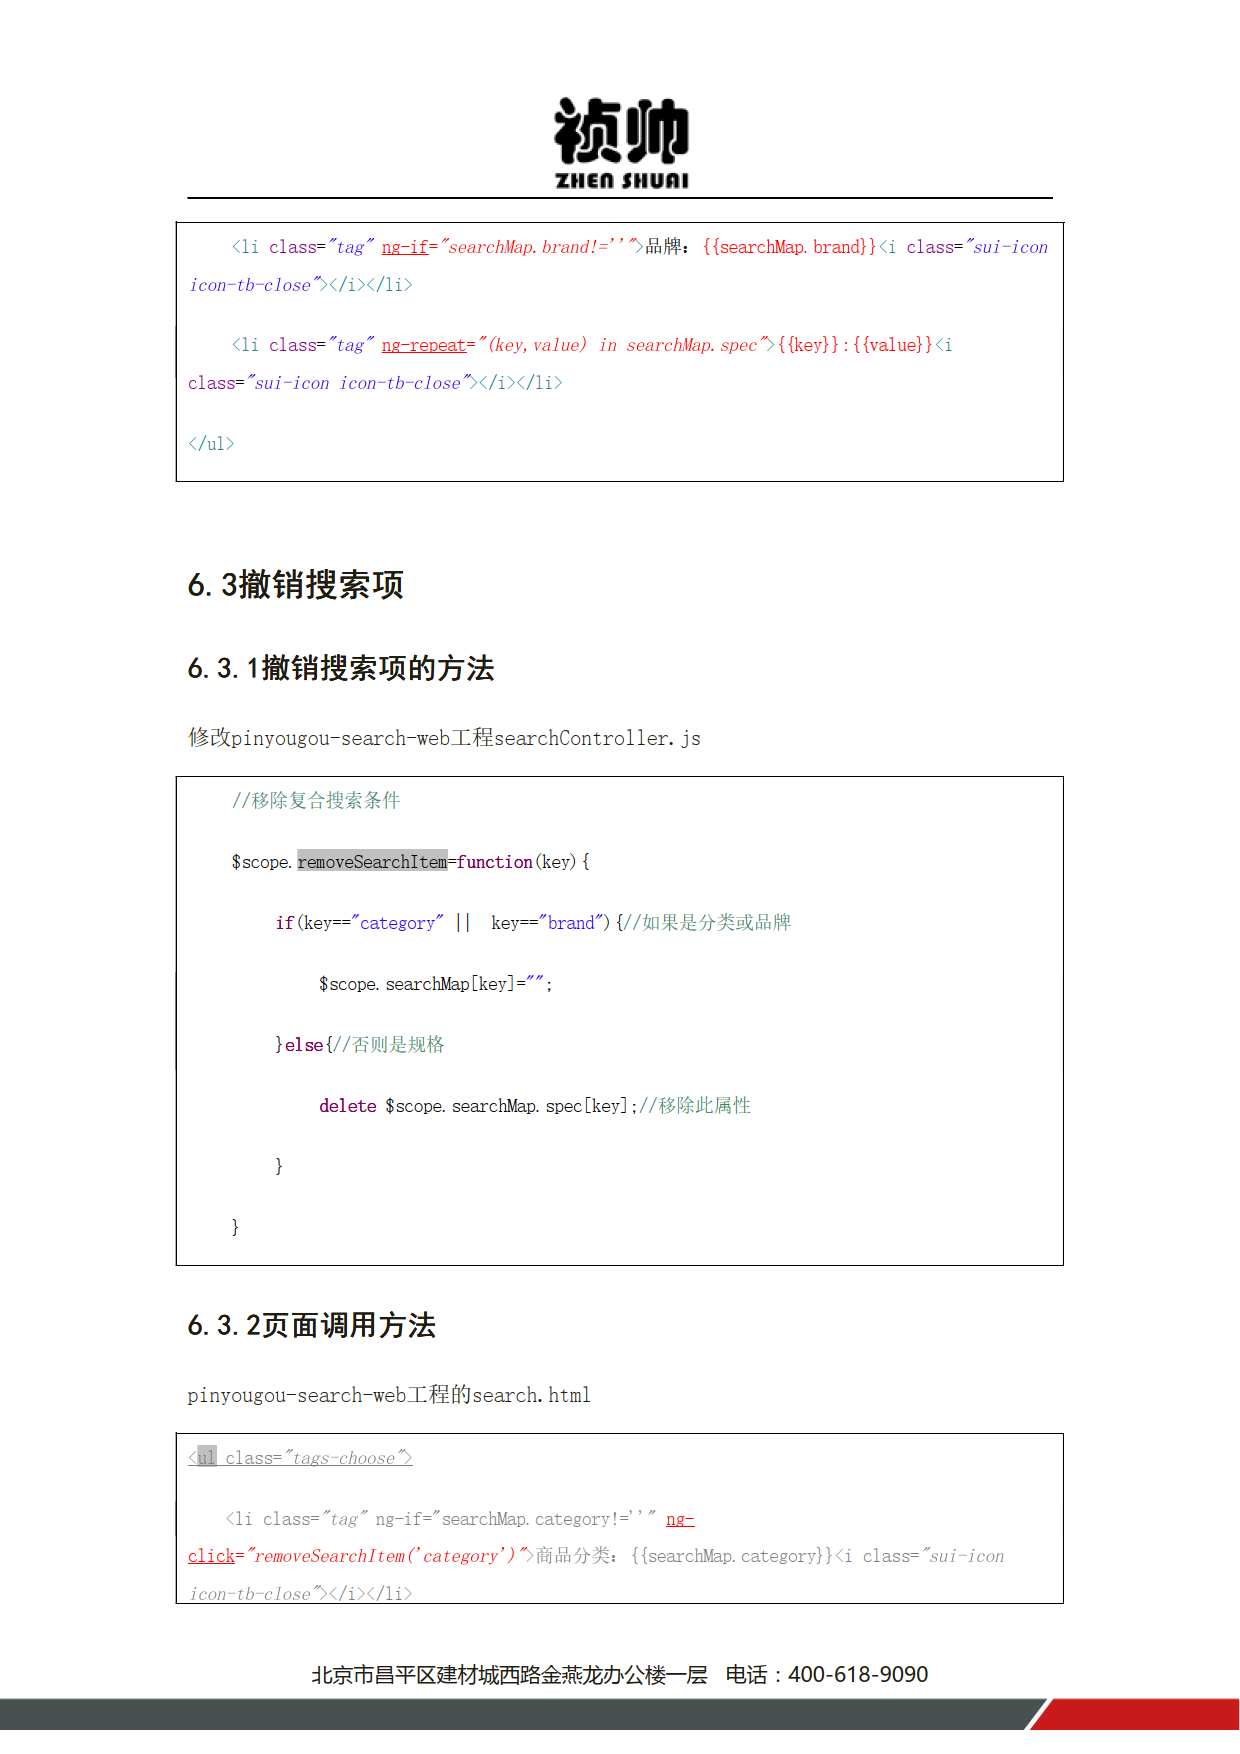 祯帅
ZHEN SHUAI
<li class="tag" ng-if="searchMap.brand!=''">品牌：{{searchMap.brand}}<i class="sui-icon
icon-tb-close"></i></li>
<li class="tag" ng-repeat="(key,value) in searchMap.spec">{{key}}:{{value}}<i
class="sui-icon icon-tb-close"></i></li>
</ul>
6.3撤销搜索项
6.3.1撤销搜索项的方法
修改pinyougou-search-web工程searchController.js
//移除复合搜索条件
$scope.removeSearchItem=function(key){
if(key=="category" ||  key=="brand"){//如果是分类或品牌
$scope.searchMap[key]="";
}else{//否则是规格
delete $scope.searchMap.spec[key];//移除此属性
}
}
6.3.2页面调用方法
pinyougou-search-web工程的search.html
<ul class="tags-choose">
<li class="tag" ng-if="searchMap.category!=''" ng-
click="removeSearchItem('category')">商品分类：{{searchMap.category}}<i class="sui-icon
icon-tb-close"></i></li>
北京市昌平区建材城西路金燕龙办公楼一层 电话：400-618-9090